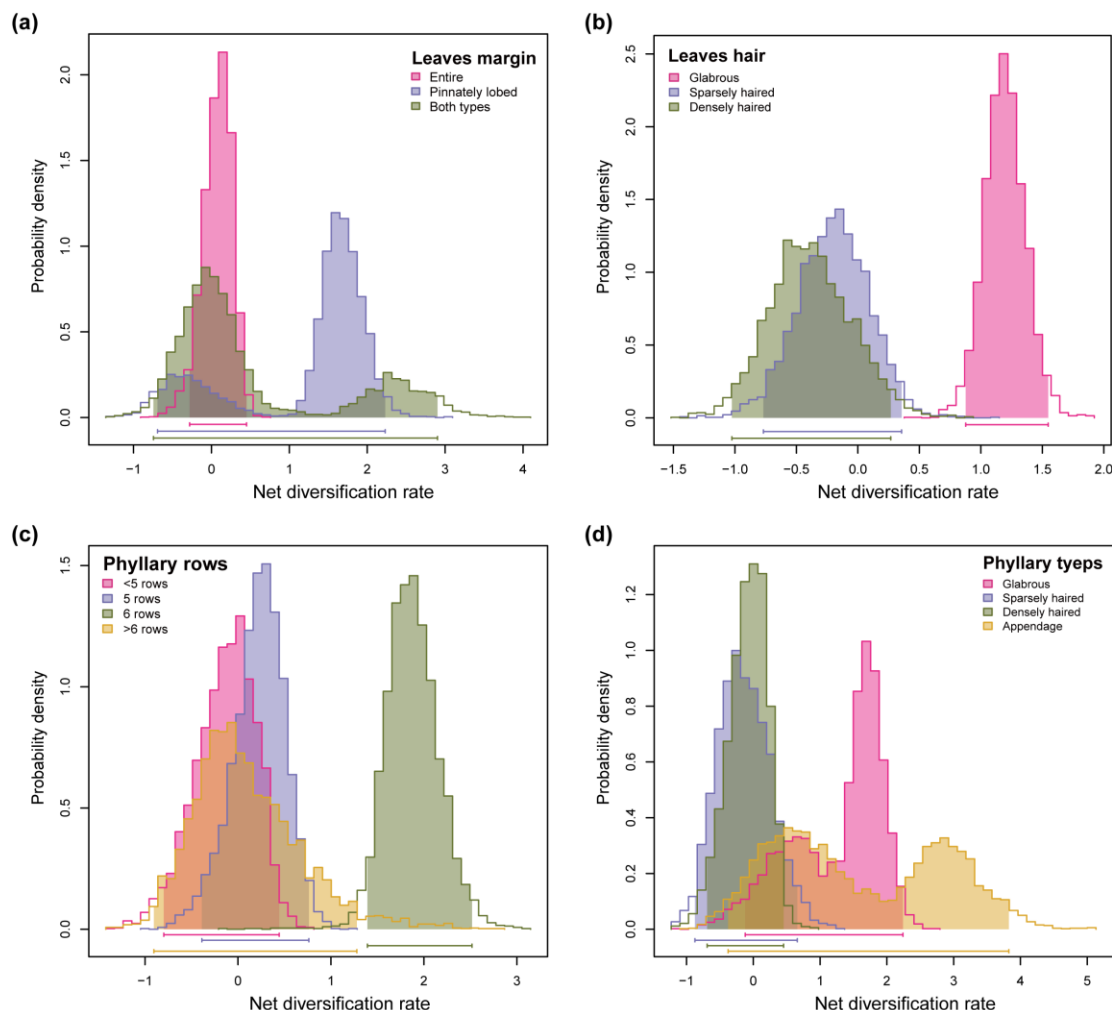 (a)
Leaves margin
Entire
Pinnately lobed
Both types
Probability density
0.0 0.5 1.0 1.5 2.0
−1 0 1 2 3 4
Net diversification rate
(b)
Leaves hair
Glabrous
Sparsely haired
Densely haired
Probability density
0.0 0.5 1.0 1.5 2.0 2.5
−1.5 −1.0 −0.5 0.0 0.5 1.0 1.5 2.0
Net diversification rate
(c)
Phyllary rows
<5 rows
5 rows
6 rows
>6 rows
Probability density
0.0 0.5 1.0 1.5
−1 0 1 2 3
Net diversification rate
(d)
Phyllary tyeps
Glabrous
Sparsely haired
Densely haired
Appendage
Probability density
0.0 0.2 0.4 0.6 0.8 1.0 1.2
−1 0 1 2 3 4 5
Net diversification rate